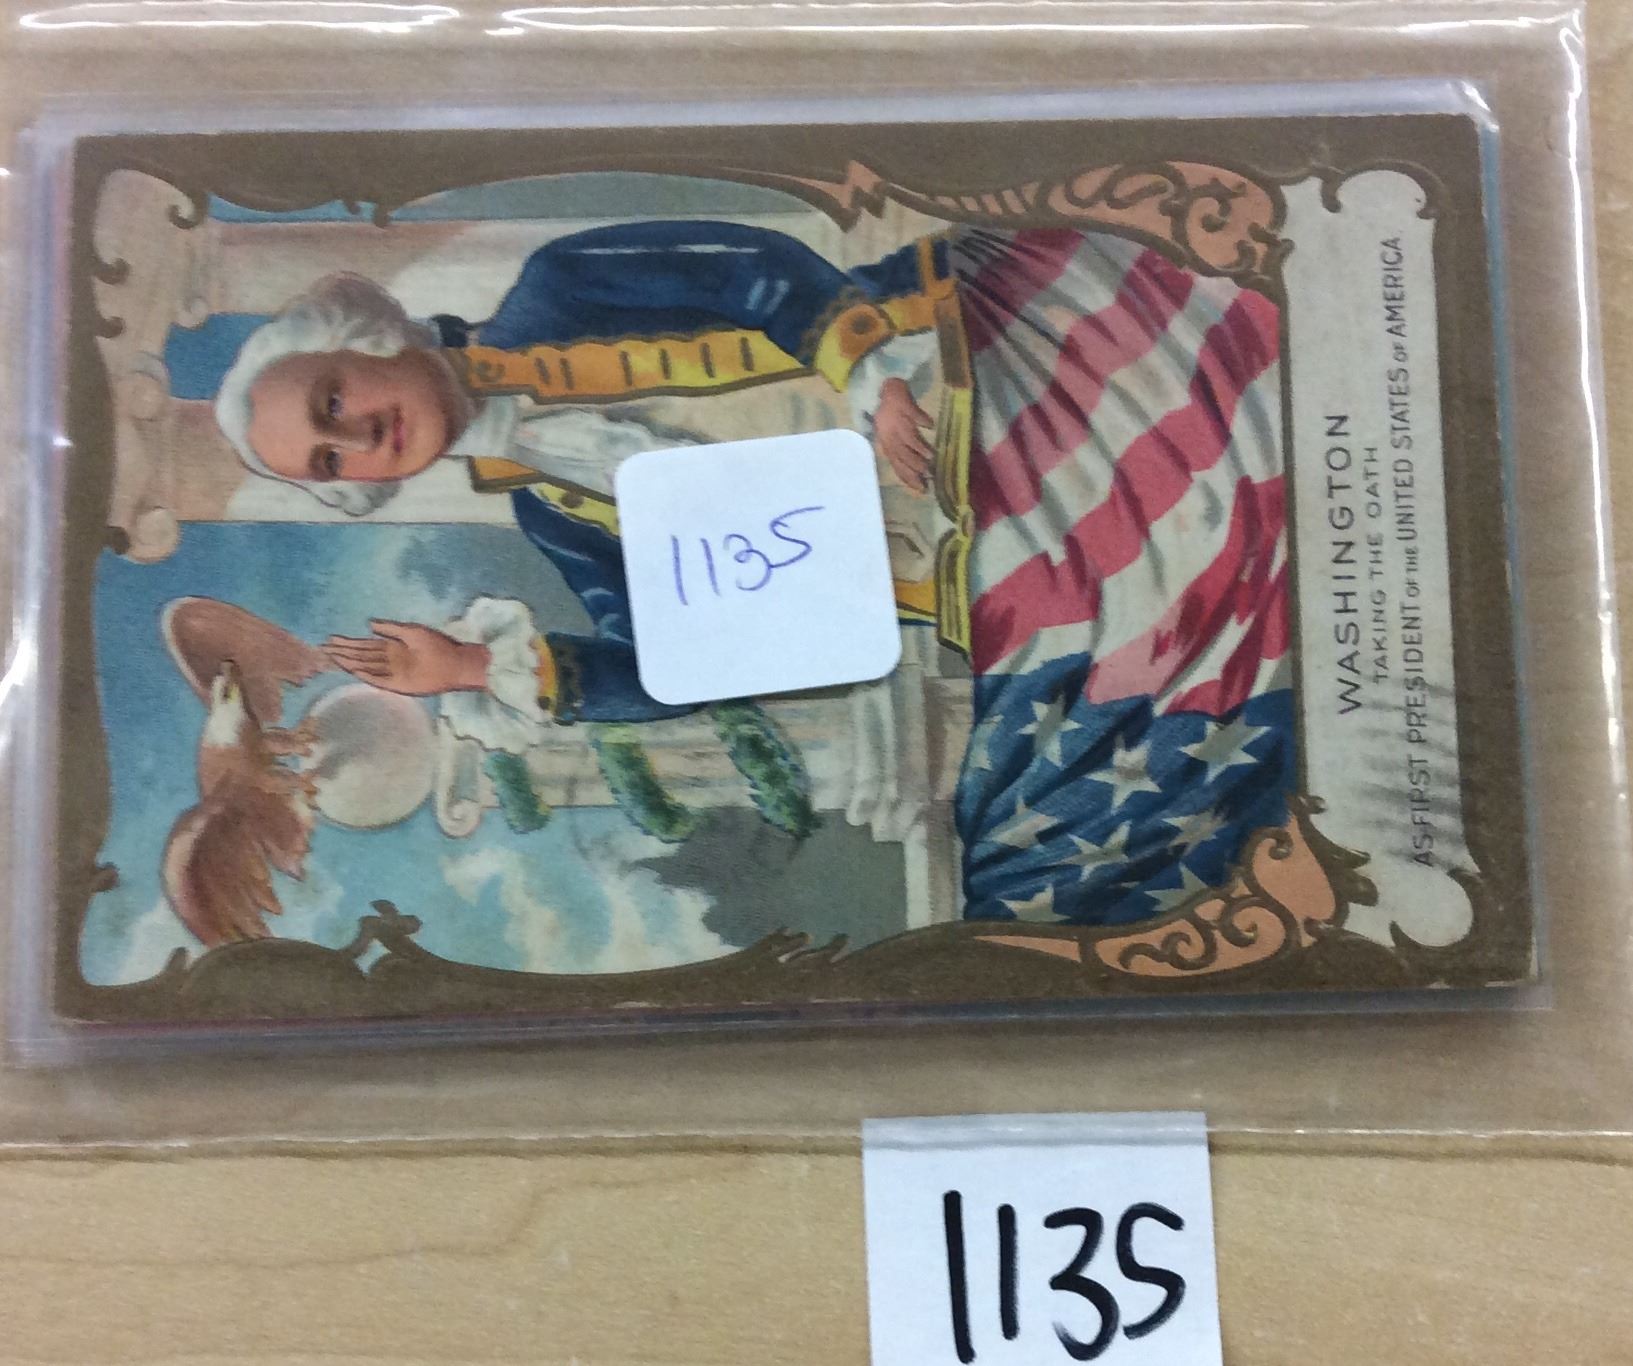 1135
WASHINGTON
TAKING THE OATH
AS FIRST PRESIDENT OF THE UNITED STATES OF AMERICA.
1135